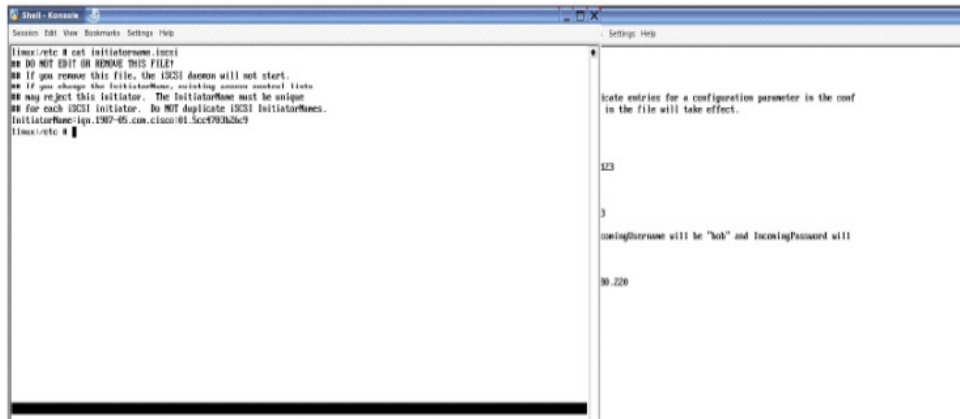 Shell - Konsole
Session Edit View Bookmarks Settings Help
linux:/etc # cat initiatorname.iscsi
## DO NOT EDIT OR REMOVE THIS FILE!
## If you remove this file, the iSCSI daemon will not start.
## If you change the InitiatorName, existing access control lists
## may reject this initiator. The InitiatorName must be unique
## for each iSCSI initiator. Do NOT duplicate iSCSI InitiatorNames.
InitiatorName=iqn.1987-05.com.cisco:01.5cc4703b26c9
linux:/etc #
Settings Help
icate entries for a configuration parameter in the conf
in the file will take effect.
123
3
comingUsername will be "bob" and IncomingPassword will
80.220